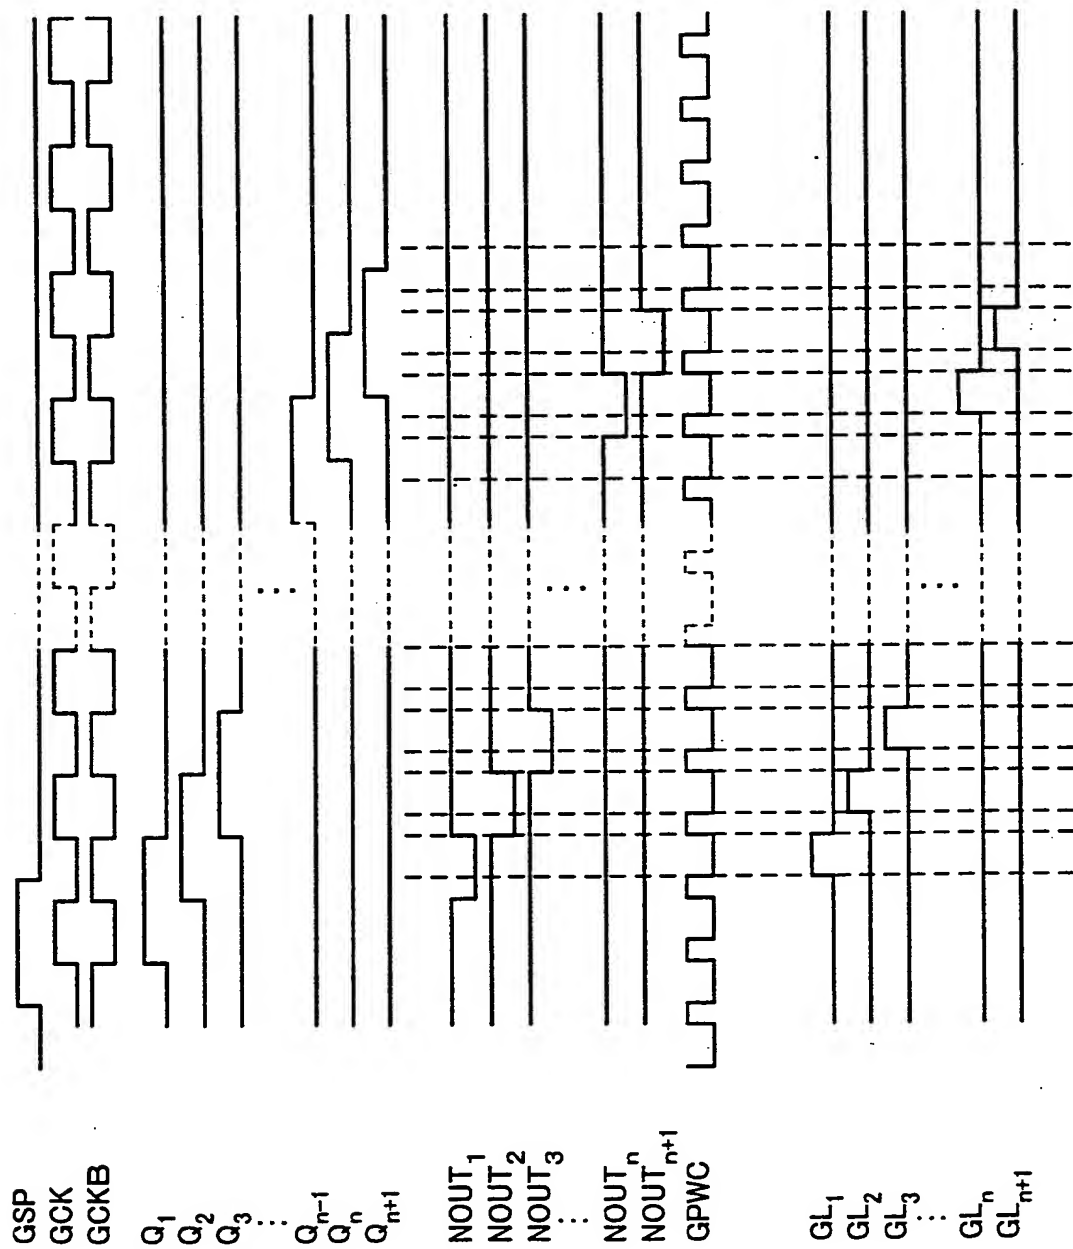 GSP
GCK
GCKB
Q1
Q2
Q3
⋮
Qn-1
Qn
Qn+1
NOUT1
NOUT2
NOUT3
⋮
NOUTn
NOUTn+1
GPWC
GL1
GL2
GL3
⋮
GLn
GLn+1